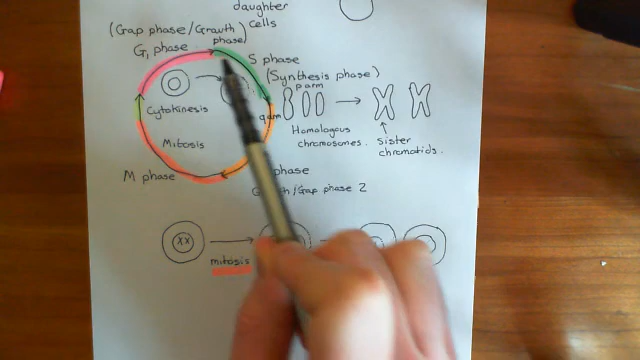 daughter
cells
(Gap phase/Growth
phase)
G₁ phase
S phase
(Synthesis phase)
p arm
q arm
Cytokinesis
Homologous
chromosomes.
Sister
chromatids.
Mitosis
M phase
phase
Growth/Gap phase 2
mitosis